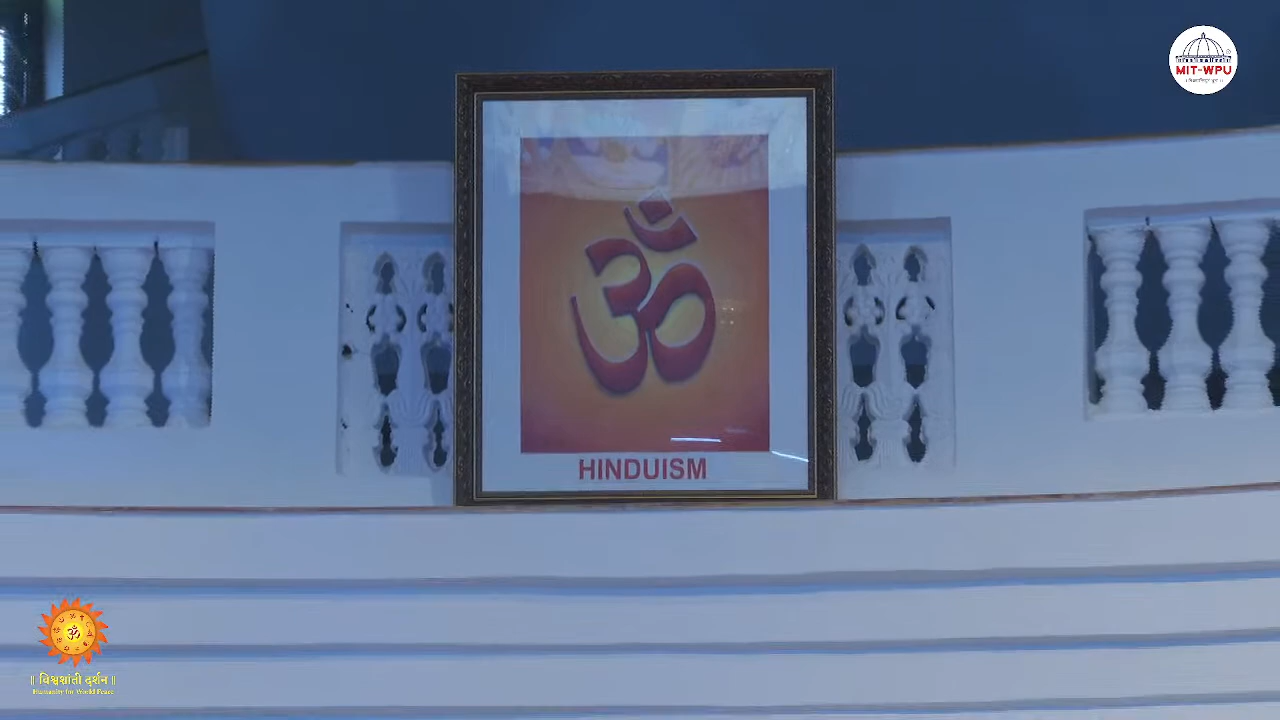 MIT-WPU
ॐ
HINDUISM
ॐ
॥ विश्वशांती दर्शन ॥
Humanity for World Peace